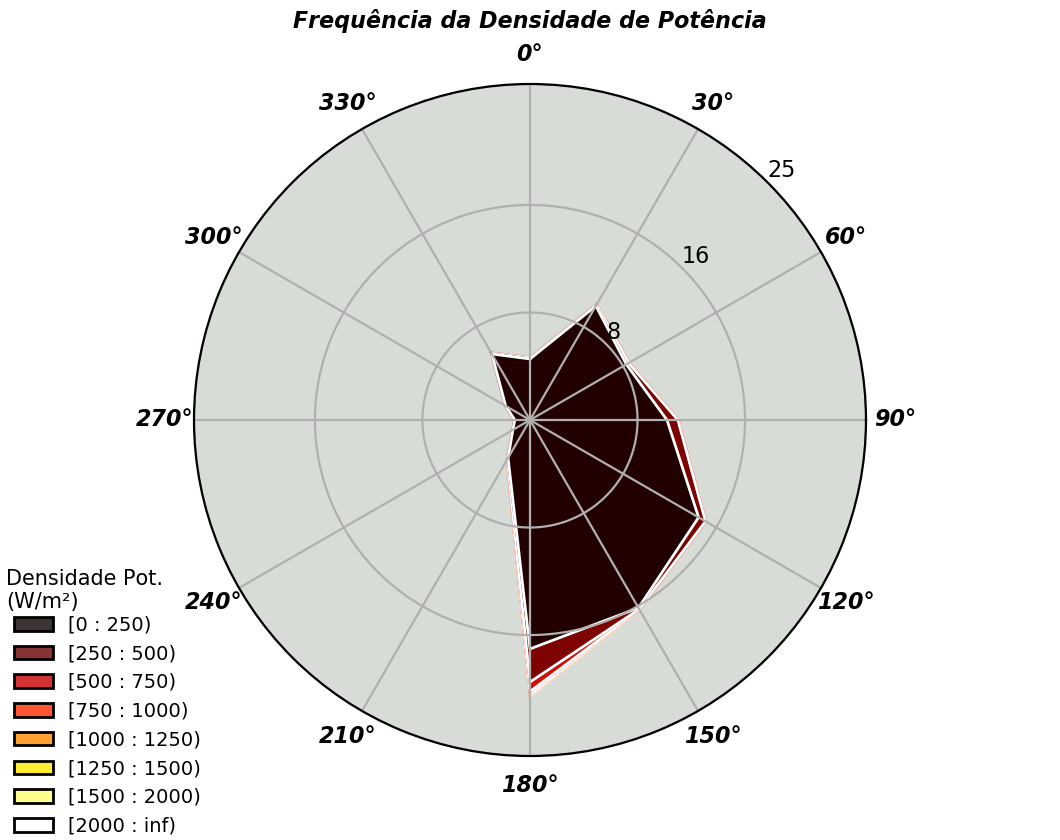 Frequência da Densidade de Potência
0°
330°
30°
25
300°
60°
16
8
270°
90°
240°
120°
210°
150°
180°
Densidade Pot.
(W/m²)
[0 : 250)
[250 : 500)
[500 : 750)
[750 : 1000)
[1000 : 1250)
[1250 : 1500)
[1500 : 2000)
[2000 : inf)